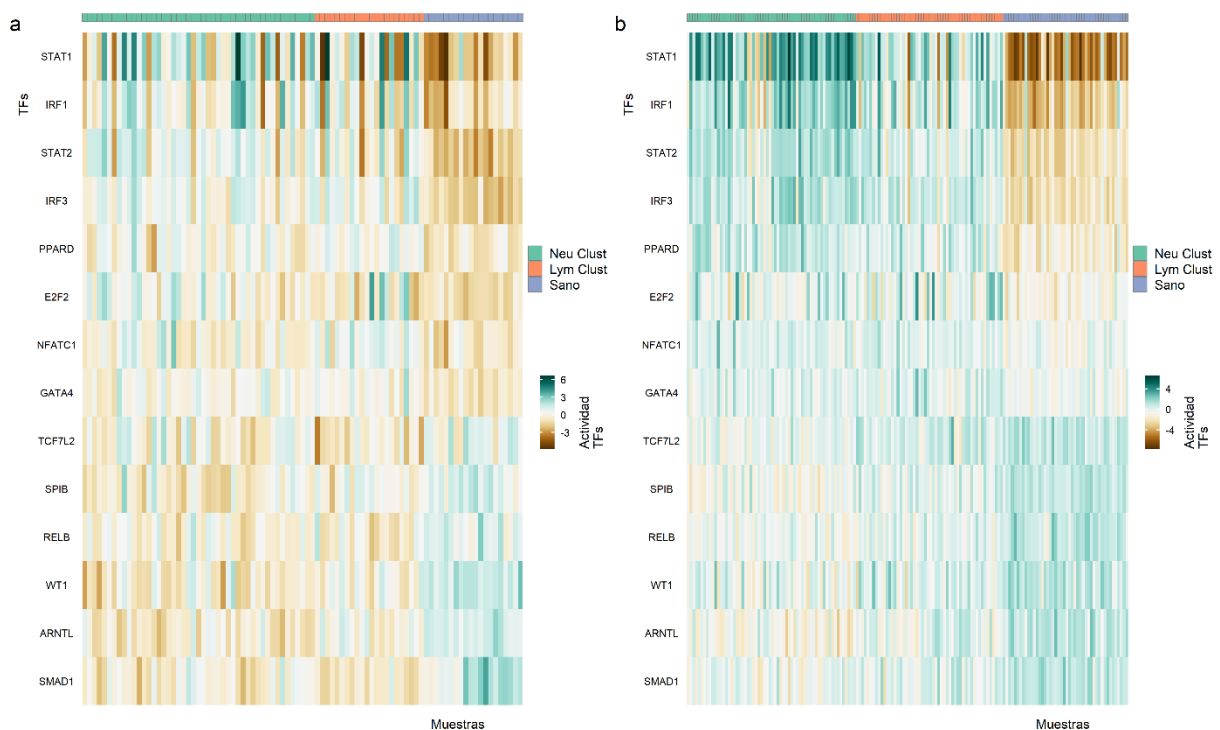 a
STAT1
IRF1
STAT2
IRF3
PPARD
E2F2
NFATC1
GATA4
TCF7L2
SPIB
RELB
WT1
ARNTL
SMAD1
TFs
Muestras
Neu Clust
Lym Clust
Sano
6
3
0
-3
Actividad
TFs
b
STAT1
IRF1
STAT2
IRF3
PPARD
E2F2
NFATC1
GATA4
TCF7L2
SPIB
RELB
WT1
ARNTL
SMAD1
TFs
Muestras
Neu Clust
Lym Clust
Sano
4
0
-4
Actividad
TFs